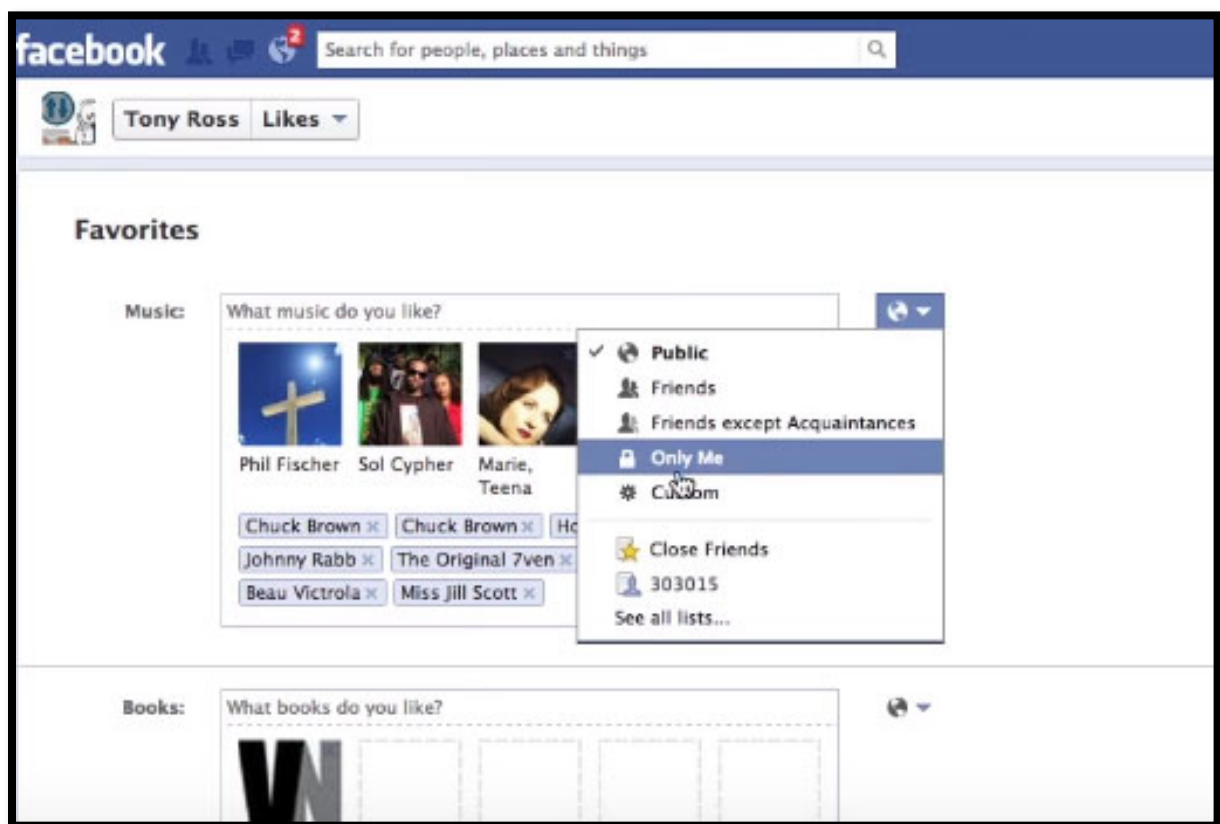 facebook 2 Search for people, places and things
Tony Ross Likes
Favorites
Music: What music do you like?
Public
Friends
Friends except Acquaintances
Only Me
Custom
Close Friends
303015
See all lists...
Phil Fischer Sol Cypher Marie,
Teena
Chuck Brown × Chuck Brown × Ho
Johnny Rabb × The Original 7ven ×
Beau Victrola × Miss Jill Scott ×
Books: What books do you like?